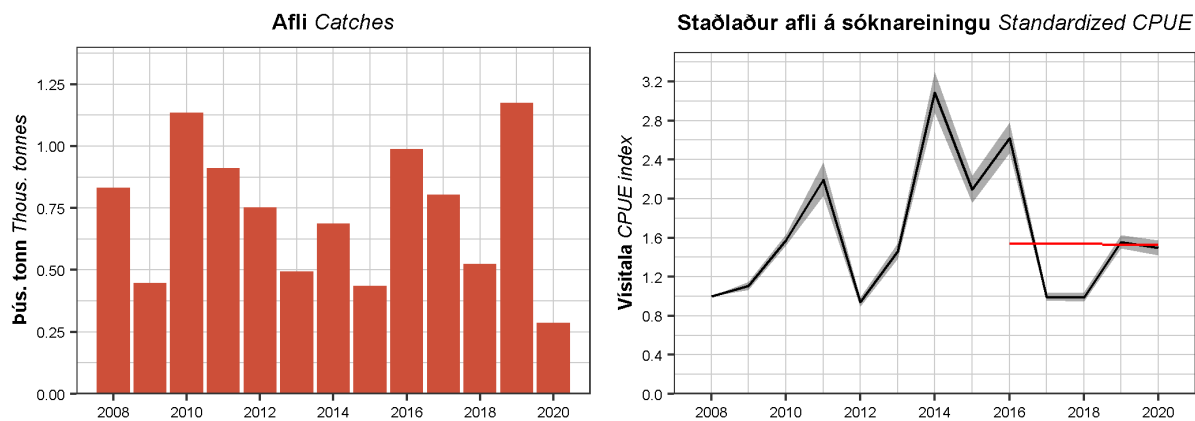 Afli Catches
Þús. tonn Thous. tonnes
1.25
1.00
0.75
0.50
0.25
0.00
2008 2010 2012 2014 2016 2018 2020
Staðlaður afli á sóknareiningu Standardized CPUE
Vísitala CPUE index
3.2
2.8
2.4
2.0
1.6
1.2
0.8
0.4
0.0
2008 2010 2012 2014 2016 2018 2020